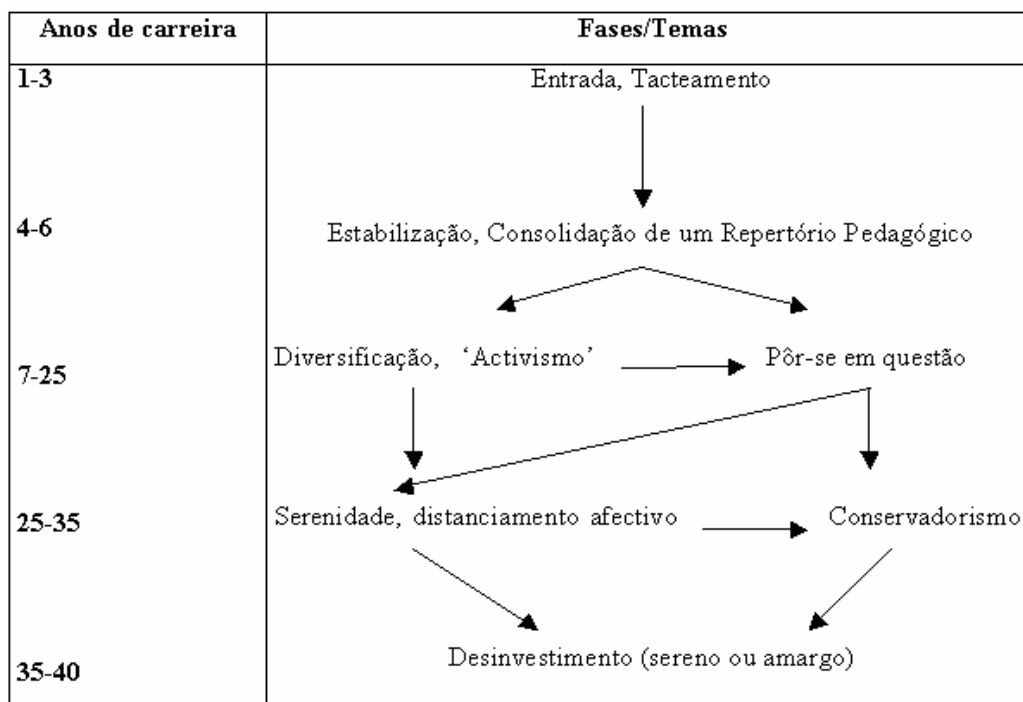 Anos de carreira Fases/Temas
1-3 Entrada, Tacteamento
4-6 Estabilização, Consolidação de um Repertório Pedagógico
7-25 Diversificação, ‘Activismo’ Pôr-se em questão
25-35 Serenidade, distanciamento afectivo Conservadorismo
35-40 Desinvestimento (sereno ou amargo)